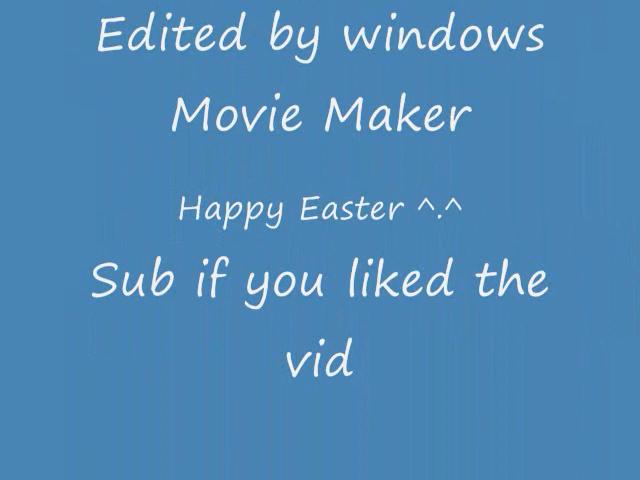 Edited by windows
Movie Maker
Happy Easter ^.^
Sub if you liked the
vid